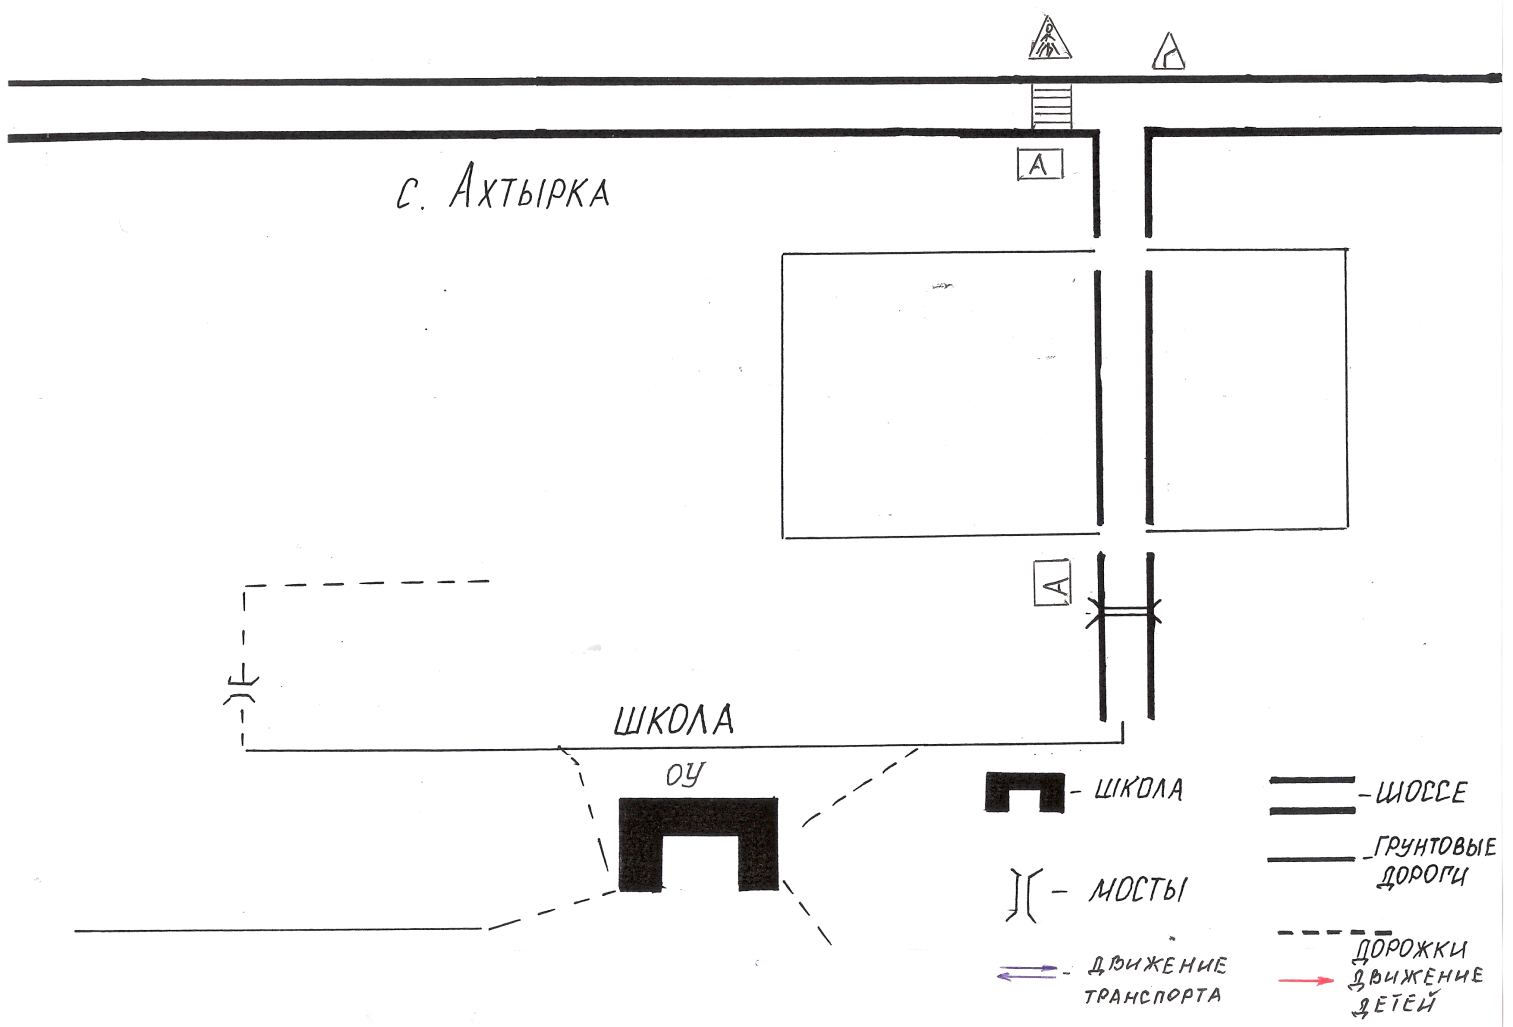 А
с. Ахтырка
А
ШКОЛА
ОУ
- ШКОЛА
- ШОССЕ
- ГРУНТОВЫЕ
ДОРОГИ
- МОСТЫ
ДОРОЖКИ
- ДВИЖЕНИЕ
ТРАНСПОРТА
ДВИЖЕНИЕ
ДЕТЕЙ